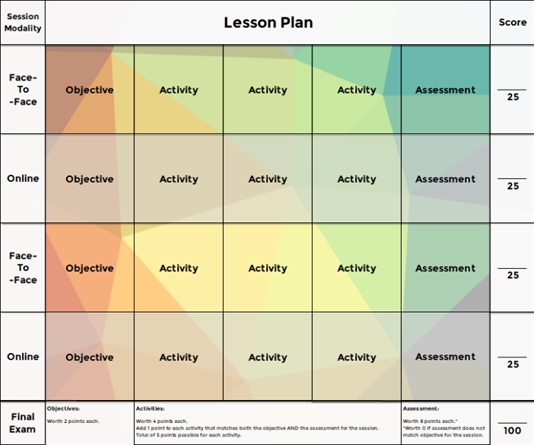 Session
Modality
Lesson Plan
Score
Face-
To
-Face
Objective
Activity
Activity
Activity
Assessment
25
Online
Objective
Activity
Activity
Activity
Assessment
25
Face-
To
-Face
Objective
Activity
Activity
Activity
Assessment
25
Online
Objective
Activity
Activity
Activity
Assessment
25
Final
Exam
Objectives:
Worth 2 points each.
Activities:
Worth 4 points each.
Add 1 point to each activity that matches both the objective AND the assessment for the session.
Total of 5 points possible for each activity.
Assessment:
Worth 8 points each.*
*Worth 0 if assessment does not
match objective for the session.
100